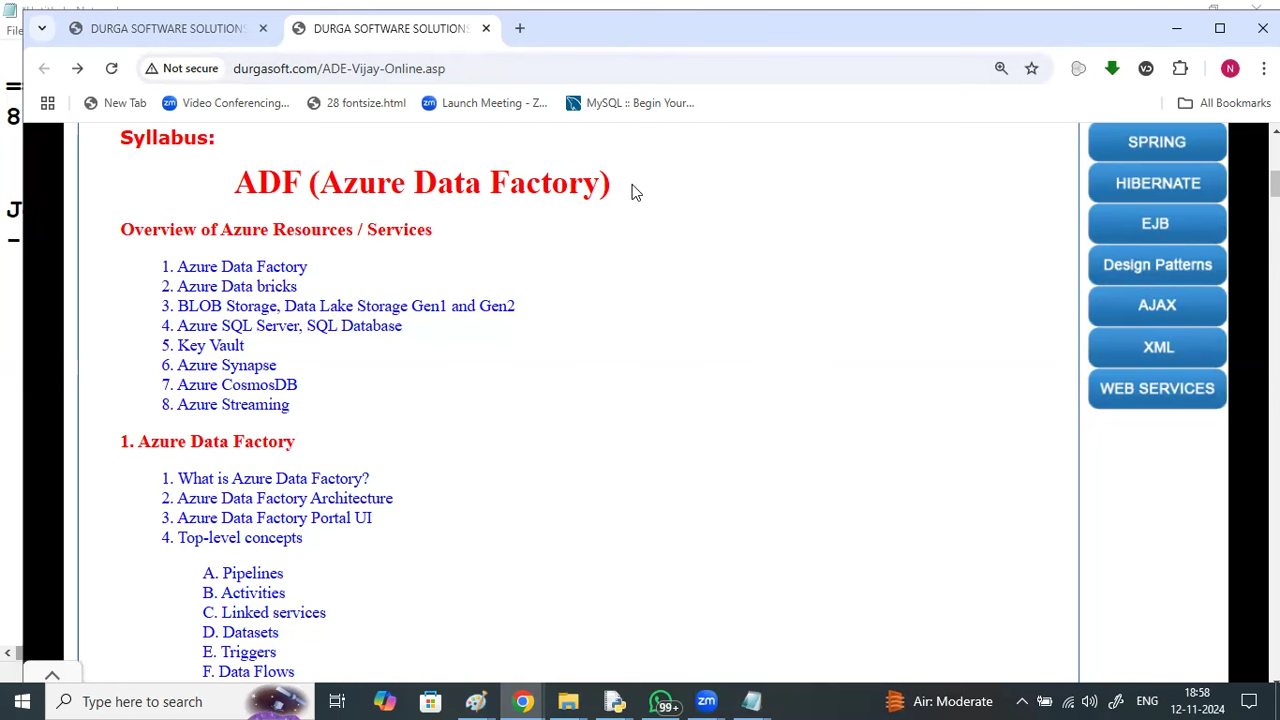 File
DURGA SOFTWARE SOLUTIONS
DURGA SOFTWARE SOLUTIONS
Not secure
durgasoft.com/ADE-Vijay-Online.asp
N
New Tab
Video Conferencing...
28 fontsize.html
Launch Meeting - Z...
MySQL :: Begin Your...
All Bookmarks
Syllabus:
ADF (Azure Data Factory)
Overview of Azure Resources / Services
1. Azure Data Factory
2. Azure Data bricks
3. BLOB Storage, Data Lake Storage Gen1 and Gen2
4. Azure SQL Server, SQL Database
5. Key Vault
6. Azure Synapse
7. Azure CosmosDB
8. Azure Streaming
1. Azure Data Factory
1. What is Azure Data Factory?
2. Azure Data Factory Architecture
3. Azure Data Factory Portal UI
4. Top-level concepts
A. Pipelines
B. Activities
C. Linked services
D. Datasets
E. Triggers
F. Data Flows
SPRING
HIBERNATE
EJB
Design Patterns
AJAX
XML
WEB SERVICES
Type here to search
99+
zm
Air: Moderate
ENG
18:58
12-11-2024